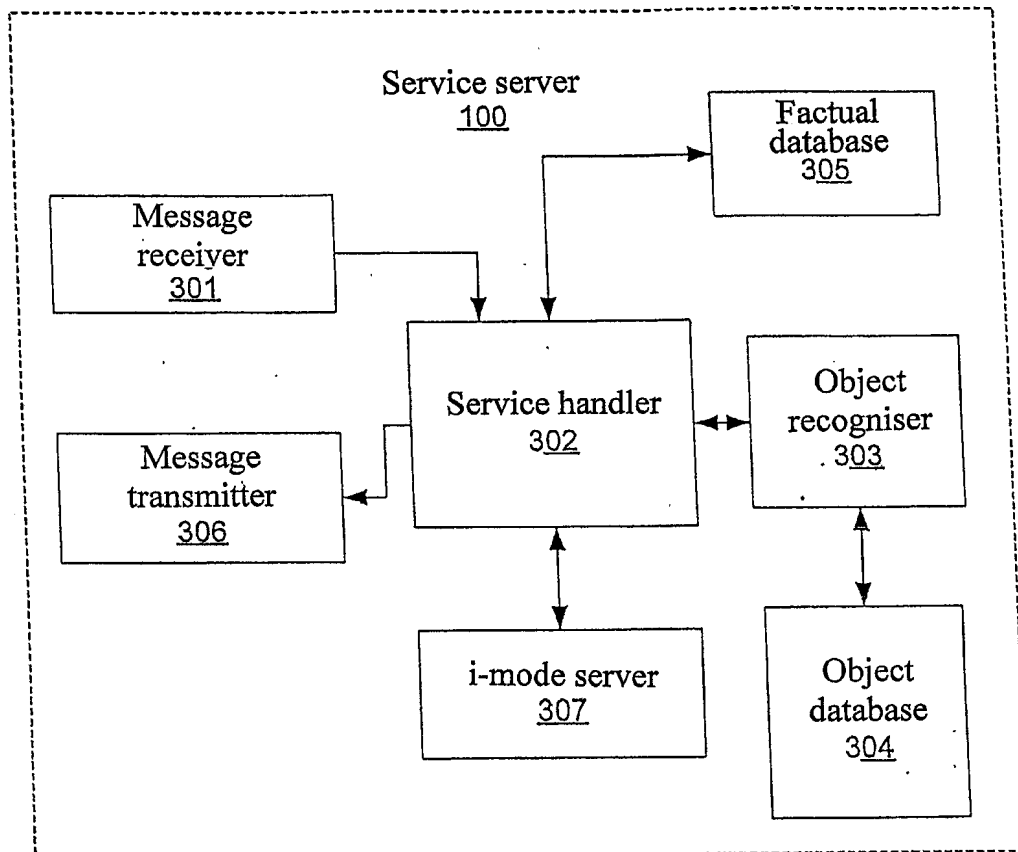 Service server
100
Factual
database
305
Message
receiver
301
Service handler
302
Object
recogniser
303
Message
transmitter
306
i-mode server
307
Object
database
304